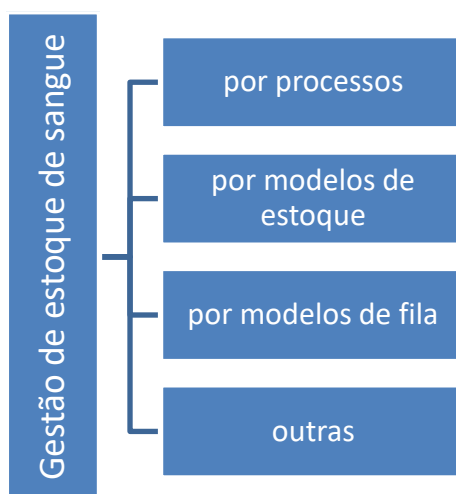 Gestão de estoque de sangue
por processos
por modelos de
estoque
por modelos de fila
outras